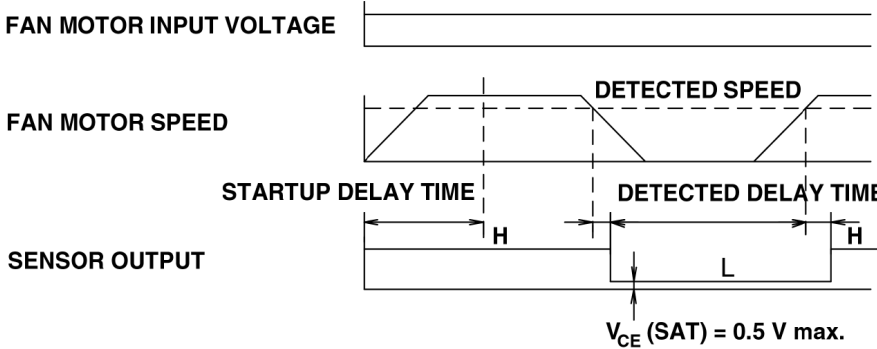 FAN MOTOR INPUT VOLTAGE
DETECTED SPEED
FAN MOTOR SPEED
STARTUP DELAY TIME
DETECTED DELAY TIME
H
H
SENSOR OUTPUT
L
VCE (SAT) = 0.5 V max.